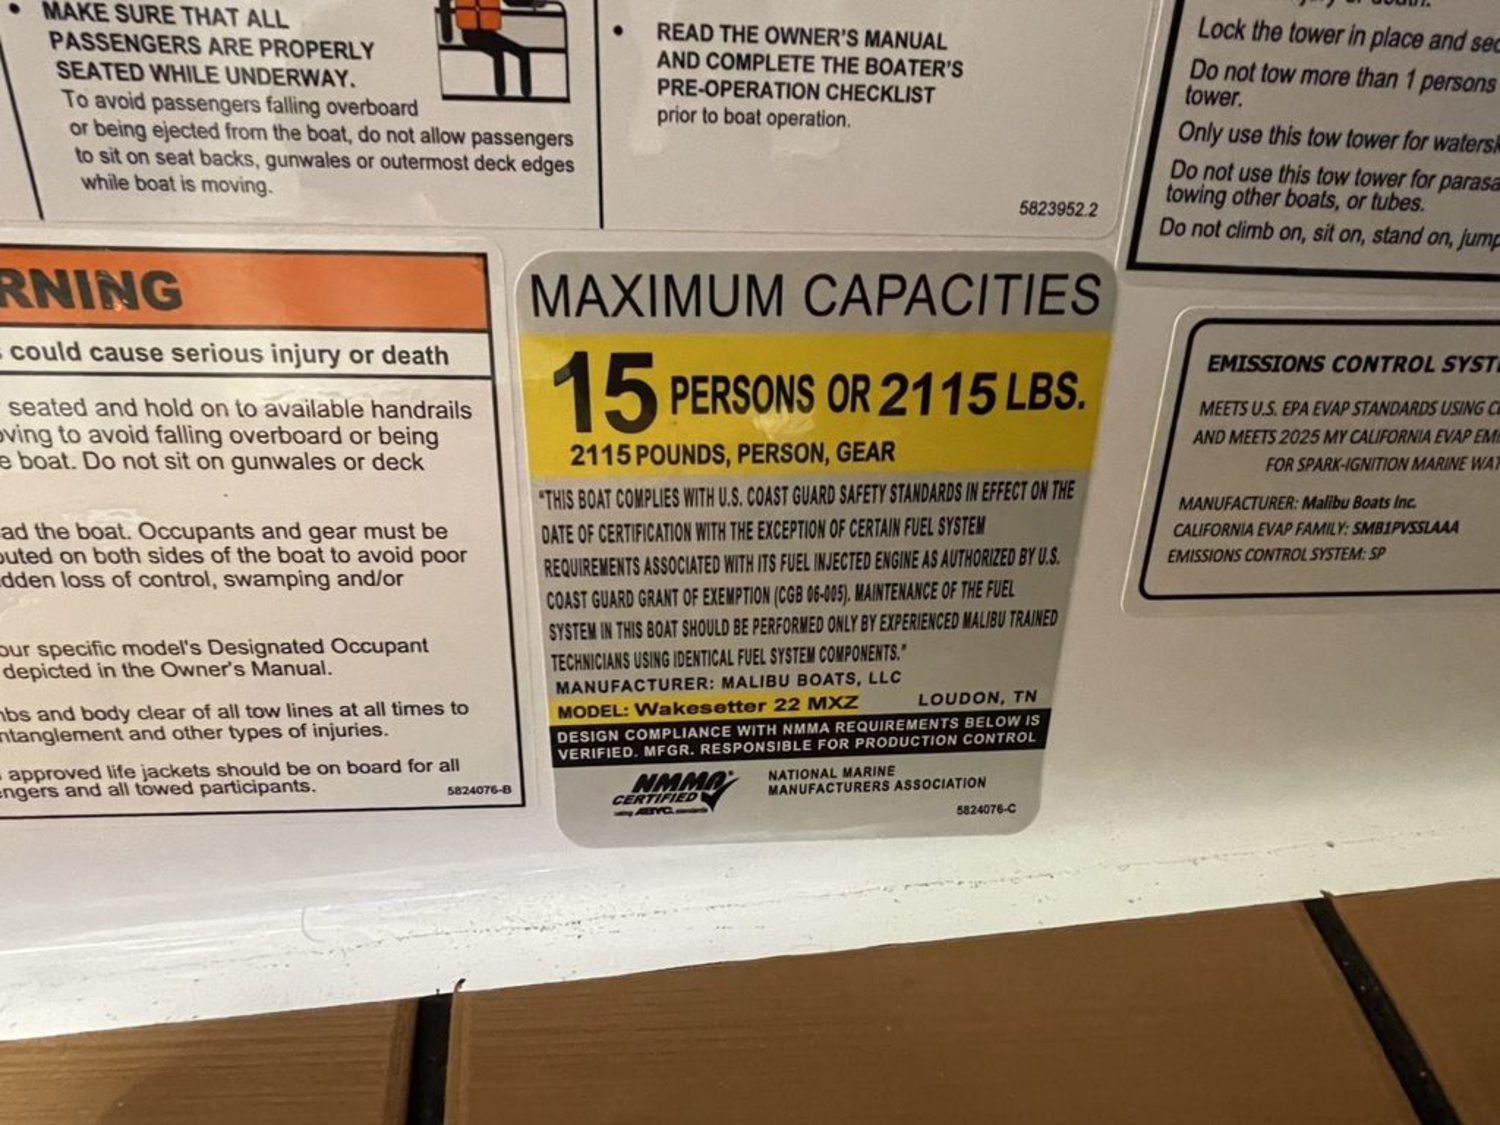 MAKE SURE THAT ALL
PASSENGERS ARE PROPERLY
SEATED WHILE UNDERWAY.
To avoid passengers falling overboard
or being ejected from the boat, do not allow passengers
to sit on seat backs, gunwales or outermost deck edges
while boat is moving.
• READ THE OWNER'S MANUAL
AND COMPLETE THE BOATER'S
PRE-OPERATION CHECKLIST
prior to boat operation.
5823952.2
Lock the tower in place and
Do not tow more than 1 persons
tower.
Only use this tow tower for
Do not use this tow tower for
towing other boats, or tubes.
Do not climb on, sit on, stand on, jump
RNING
could cause serious injury or death
seated and hold on to available handrails
ving to avoid falling overboard or being
e boat. Do not sit on gunwales or deck
ad the boat. Occupants and gear must be
uted on both sides of the boat to avoid poor
dden loss of control, swamping and/or
our specific model's Designated Occupant
depicted in the Owner's Manual.
bs and body clear of all tow lines at all times to
ntanglement and other types of injuries.
approved life jackets should be on board for all
ngers and all towed participants.
5824076-B
MAXIMUM CAPACITIES
15 PERSONS OR 2115 LBS.
2115 POUNDS, PERSON, GEAR
"THIS BOAT COMPLIES WITH U.S. COAST GUARD SAFETY STANDARDS IN EFFECT ON THE
DATE OF CERTIFICATION WITH THE EXCEPTION OF CERTAIN FUEL SYSTEM
REQUIREMENTS ASSOCIATED WITH ITS FUEL INJECTED ENGINE AS AUTHORIZED BY U.S.
COAST GUARD GRANT OF EXEMPTION (CGB 06-005). MAINTENANCE OF THE FUEL
SYSTEM IN THIS BOAT SHOULD BE PERFORMED ONLY BY EXPERIENCED MALIBU TRAINED
TECHNICIANS USING IDENTICAL FUEL SYSTEM COMPONENTS."
MANUFACTURER: MALIBU BOATS, LLC
MODEL: Wakesetter 22 MXZ LOUDON, TN
DESIGN COMPLIANCE WITH NMMA REQUIREMENTS BELOW IS
VERIFIED. MFGR. RESPONSIBLE FOR PRODUCTION CONTROL
NMMA
CERTIFIED
using ABYC standards
NATIONAL MARINE
MANUFACTURERS ASSOCIATION
5824076-C
EMISSIONS CONTROL SYST
MEETS U.S. EPA EVAP STANDARDS USING
AND MEETS 2025 MY CALIFORNIA EVAP
FOR SPARK-IGNITION MARINE
MANUFACTURER: Malibu Boats Inc.
CALIFORNIA EVAP FAMILY: SMB1PVSSLAAA
EMISSIONS CONTROL SYSTEM: SP